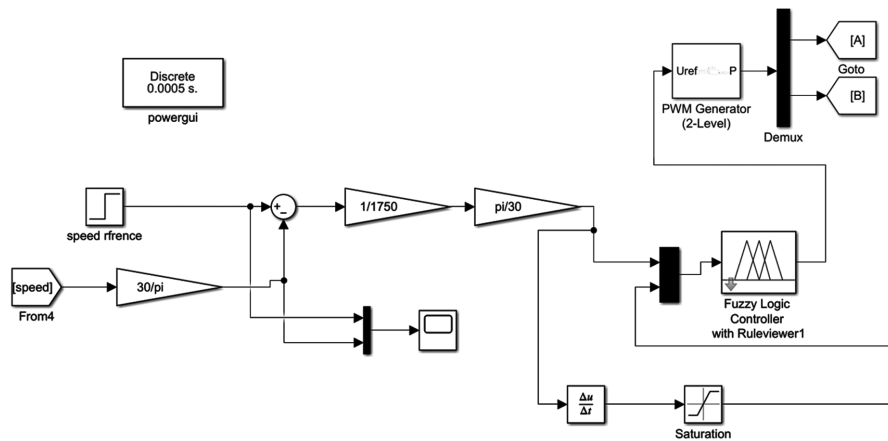 Discrete
0.0005 s.
powergui
Uref
P
PWM Generator
(2-Level)
Demux
[A]
Goto
[B]
speed rfrence
+
−
1/1750
pi/30
[speed]
From4
30/pi
Fuzzy Logic
Controller
with Ruleviewer1
Δu
Δt
Saturation